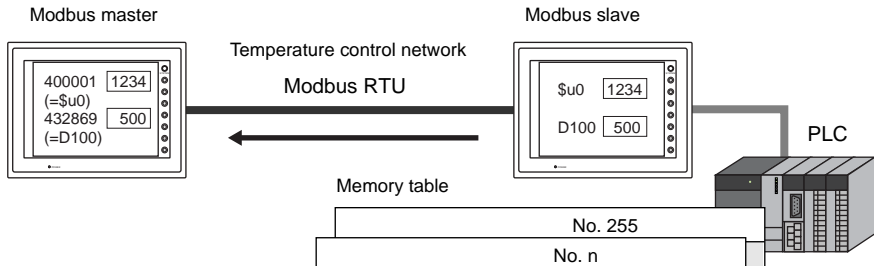 Modbus master
Modbus slave
Temperature control network
Modbus RTU
400001 1234
(=$u0)
432869 500
(=D100)
$u0 1234
D100 500
PLC
Memory table
No. 255
No. n